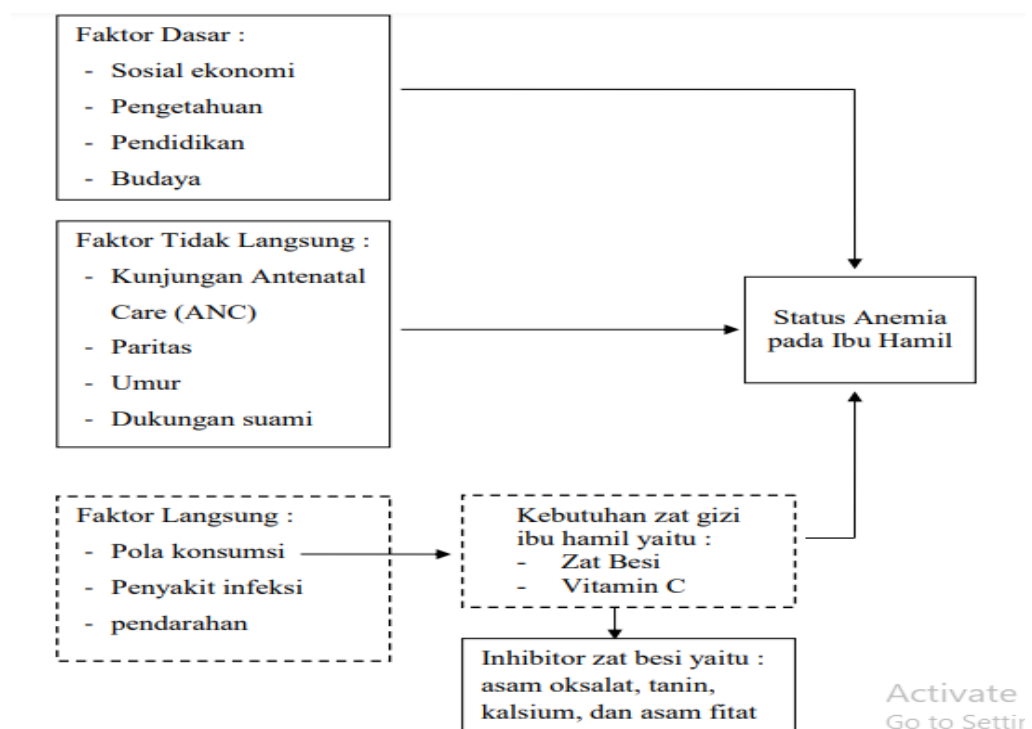 Faktor Dasar :
- Sosial ekonomi
- Pengetahuan
- Pendidikan
- Budaya
Faktor Tidak Langsung :
- Kunjungan Antenatal
Care (ANC)
- Paritas
- Umur
- Dukungan suami
Status Anemia
pada Ibu Hamil
Faktor Langsung :
- Pola konsumsi
- Penyakit infeksi
- pendarahan
Kebutuhan zat gizi
ibu hamil yaitu :
- Zat Besi
- Vitamin C
Inhibitor zat besi yaitu :
asam oksalat, tanin,
kalsium, dan asam fitat
Activate
Go to Settin